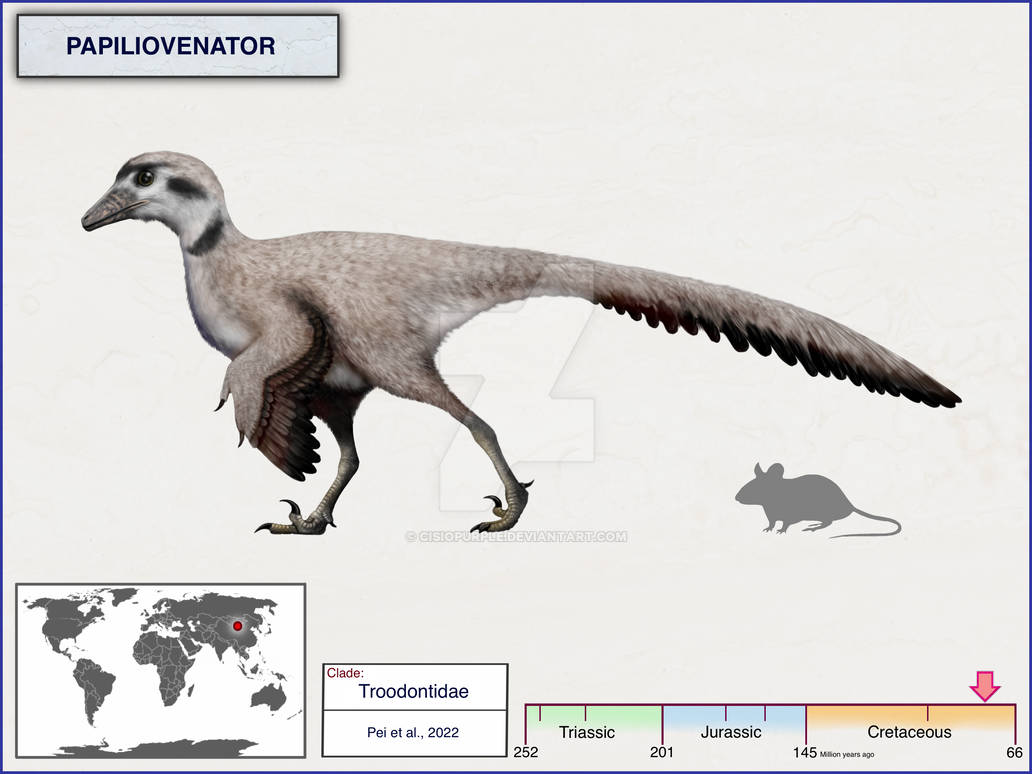 PAPILIOVENATOR
© CISIOPURPLE.DEVIANTART.COM
Clade:
Troodontidae
Pei et al., 2022
Triassic
Jurassic
Cretaceous
252
201
145 Million years ago
66